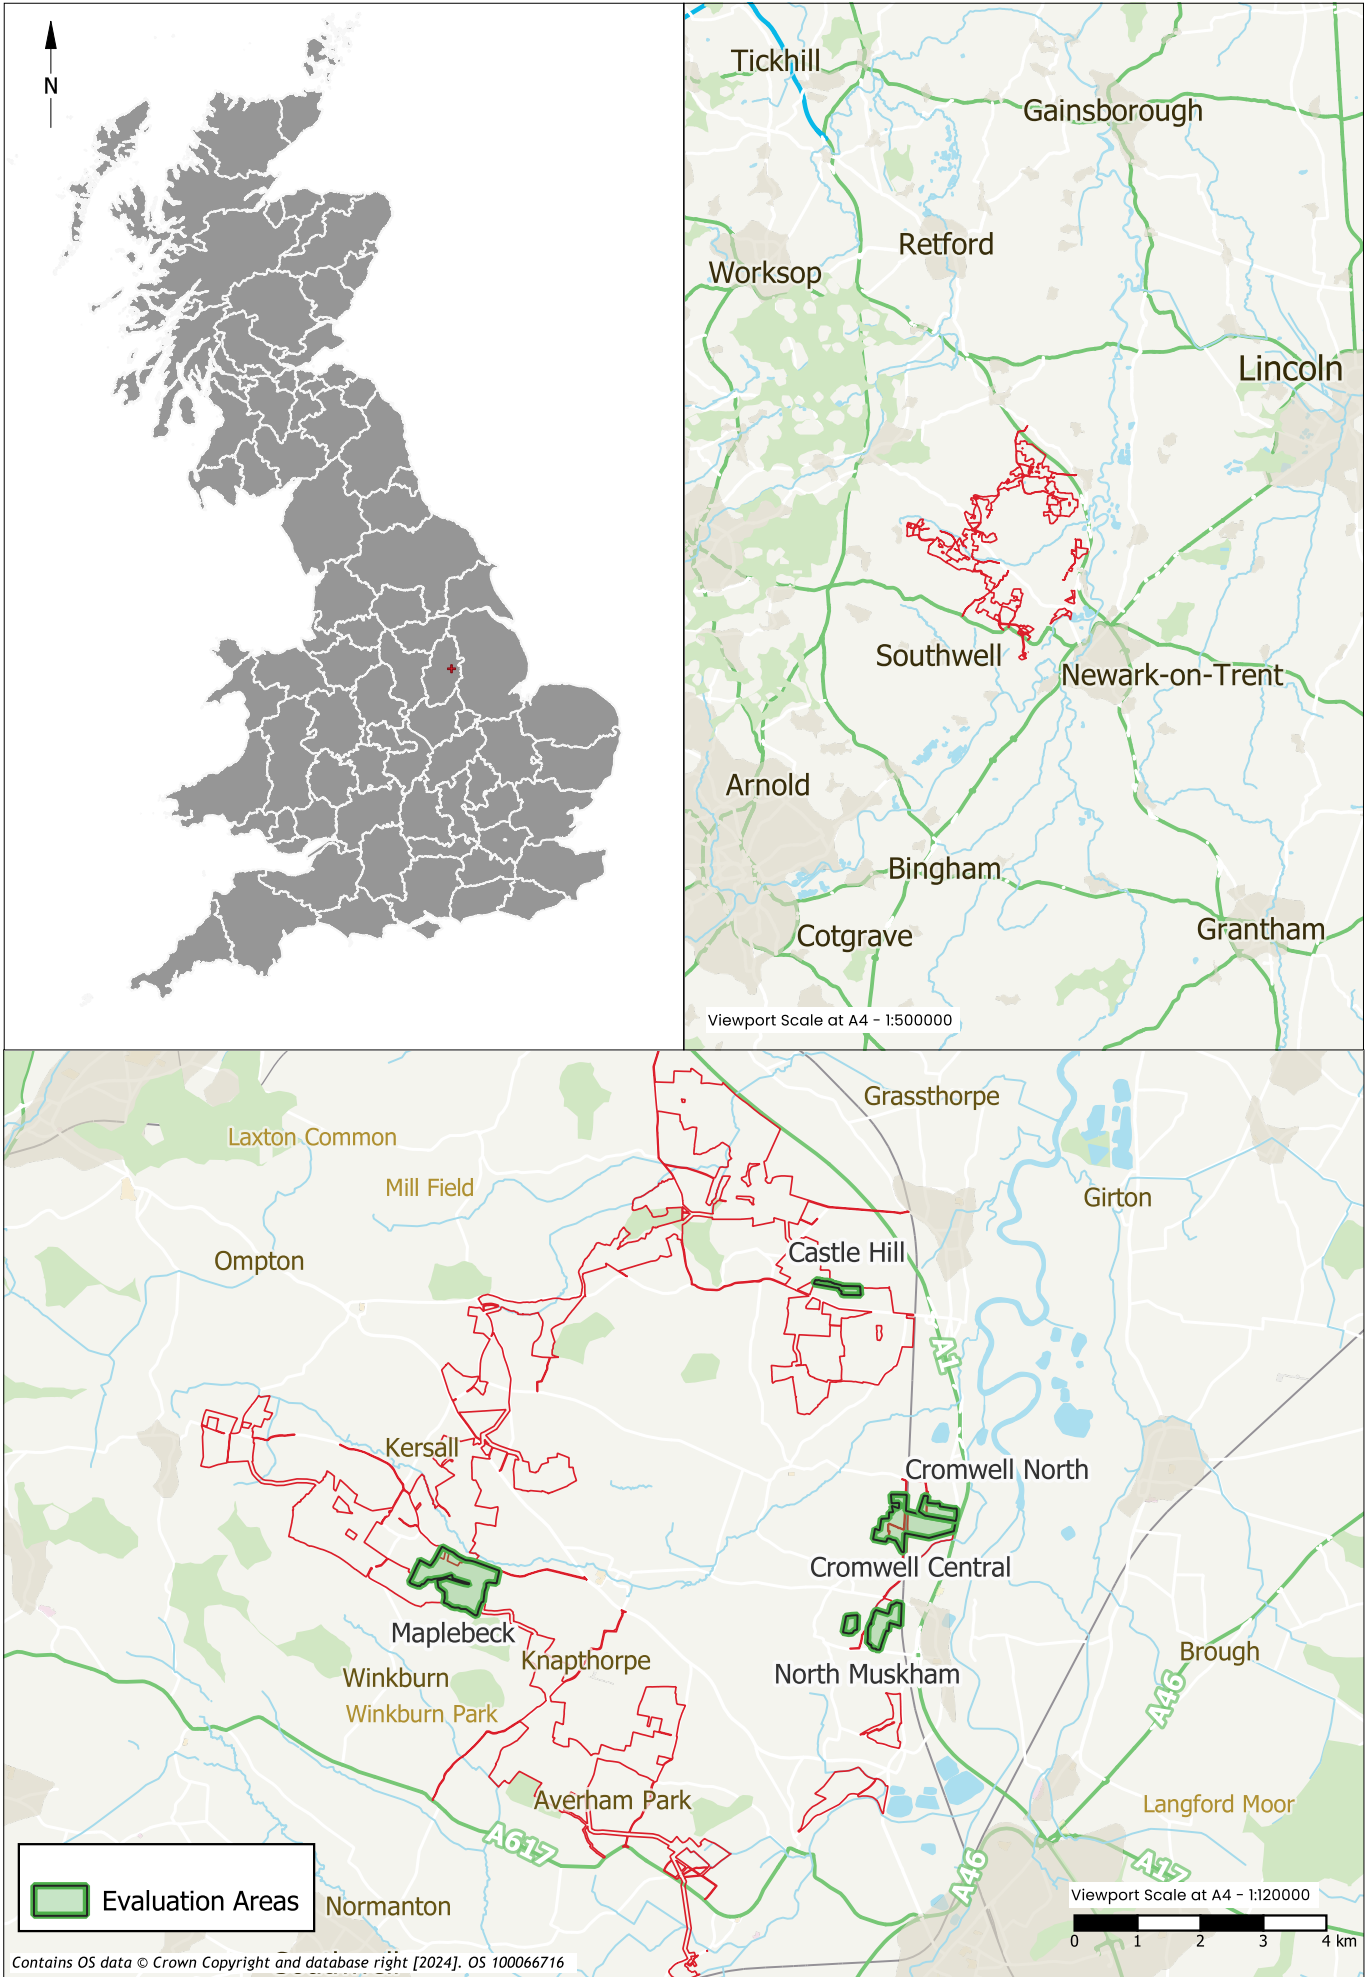 N
Tickhill
Gainsborough
Retford
Worksop
Lincoln
Southwell
Newark-on-Trent
Arnold
Bingham
Cotgrave
Grantham
Viewport Scale at A4 - 1:500000
Grassthorpe
Laxton Common
Mill Field
Girton
Ompton
Castle Hill
A1
Kersall
Cromwell North
Cromwell Central
Maplebeck
Knapthorpe
North Muskham
Brough
Winkburn
Winkburn Park
A46
Averham Park
Langford Moor
A617
A46
A17
Evaluation Areas
Normanton
Viewport Scale at A4 - 1:120000
0 1 2 3 4 km
Contains OS data © Crown Copyright and database right [2024]. OS 100066716